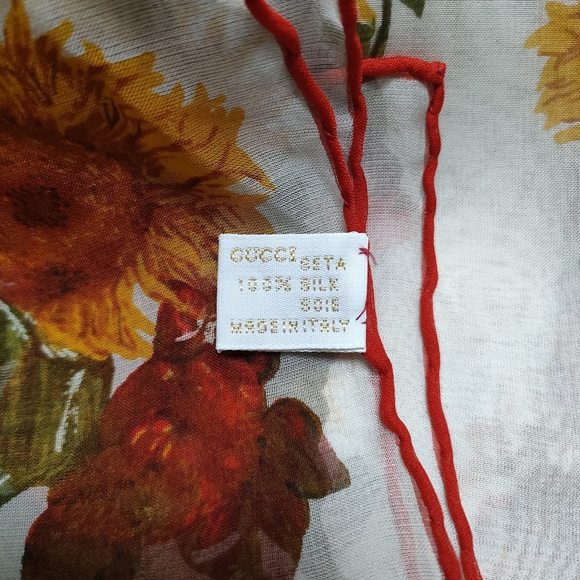 GUCCI
SETA
100% SILK
SOIE
MADE IN ITALY